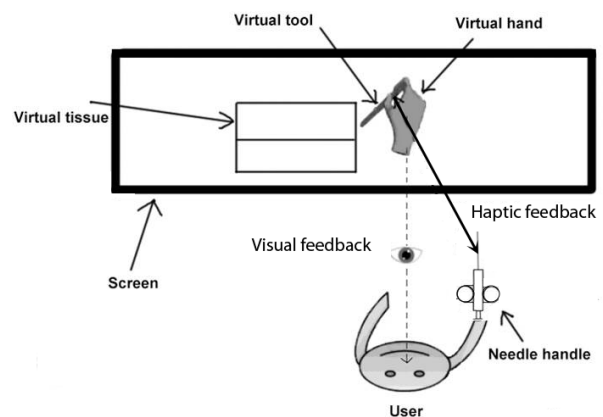 Virtual tool
Virtual hand
Virtual tissue
Haptic feedback
Visual feedback
Screen
Needle handle
User